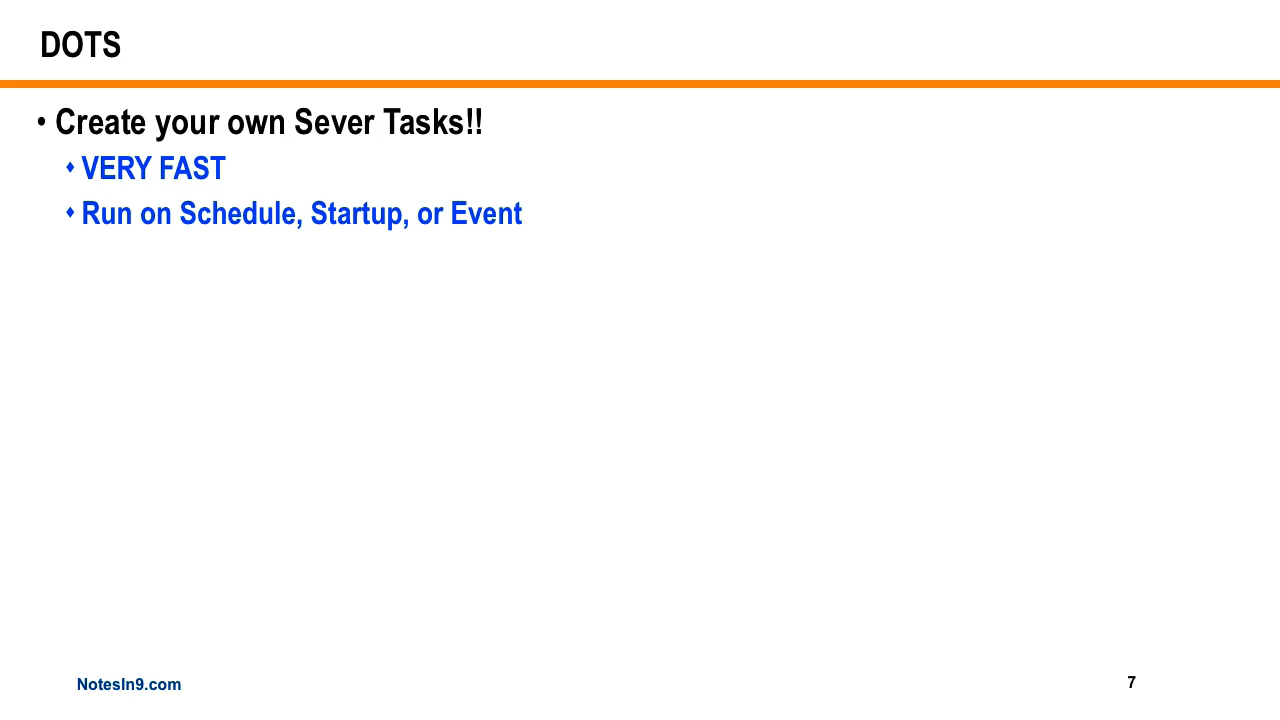 DOTS
• Create your own Sever Tasks!!
♦ VERY FAST
♦ Run on Schedule, Startup, or Event
NotesIn9.com
7